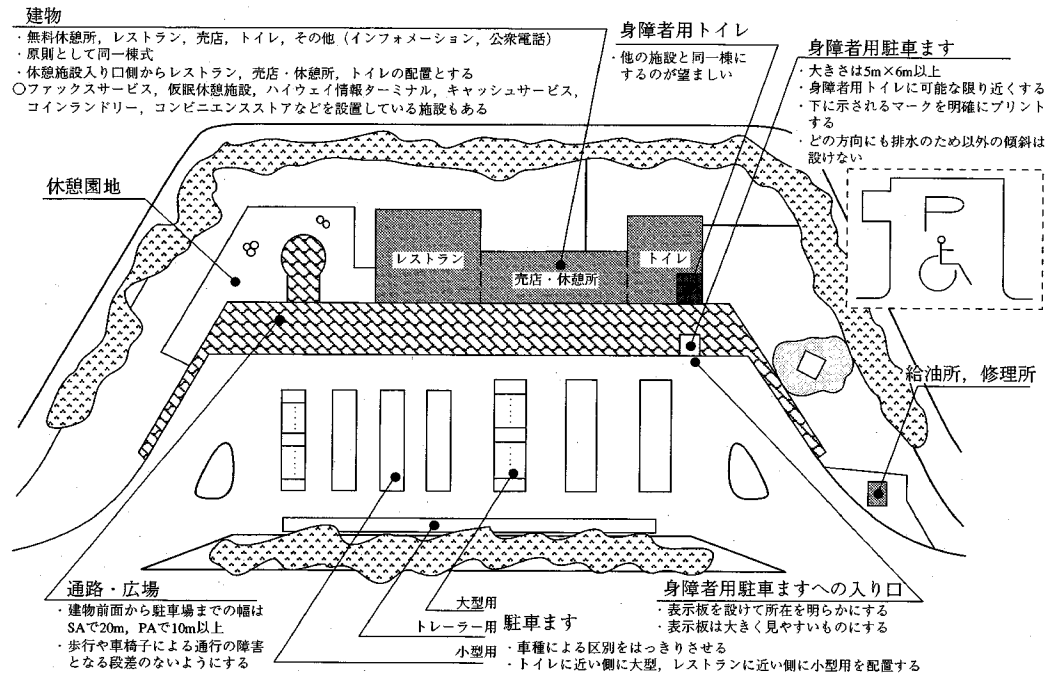 建物
・無料休憩所，レストラン，売店，トイレ，その他（インフォメーション，公衆電話）
・原則として同一棟式
・休憩施設入り口側からレストラン，売店・休憩所，トイレの配置とする
○ファックスサービス，仮眠休憩施設，ハイウェイ情報ターミナル，キャッシュサービス，
コインランドリー，コンビニエンスストアなどを設置している施設もある
身障者用トイレ
・他の施設と同一棟に
するのが望ましい
身障者用駐車ます
・大きさは5m×6m以上
・身障者用トイレに可能な限り近くする
・下に示されるマークを明確にプリント
する
・どの方向にも排水のため以外の傾斜は
設けない
P
休憩園地
レストラン
売店・休憩所
トイレ
給油所，修理所
通路・広場
・建物前面から駐車場までの幅は
SAで20m，PAで10m以上
・歩行や車椅子による通行の障害
となる段差のないようにする
大型用
トレーラー用
小型用
駐車ます
・車種による区別をはっきりさせる
・トイレに近い側に大型，レストランに近い側に小型用を配置する
身障者用駐車ますへの入り口
・表示板を設けて所在を明らかにする
・表示板は大きく見やすいものにする